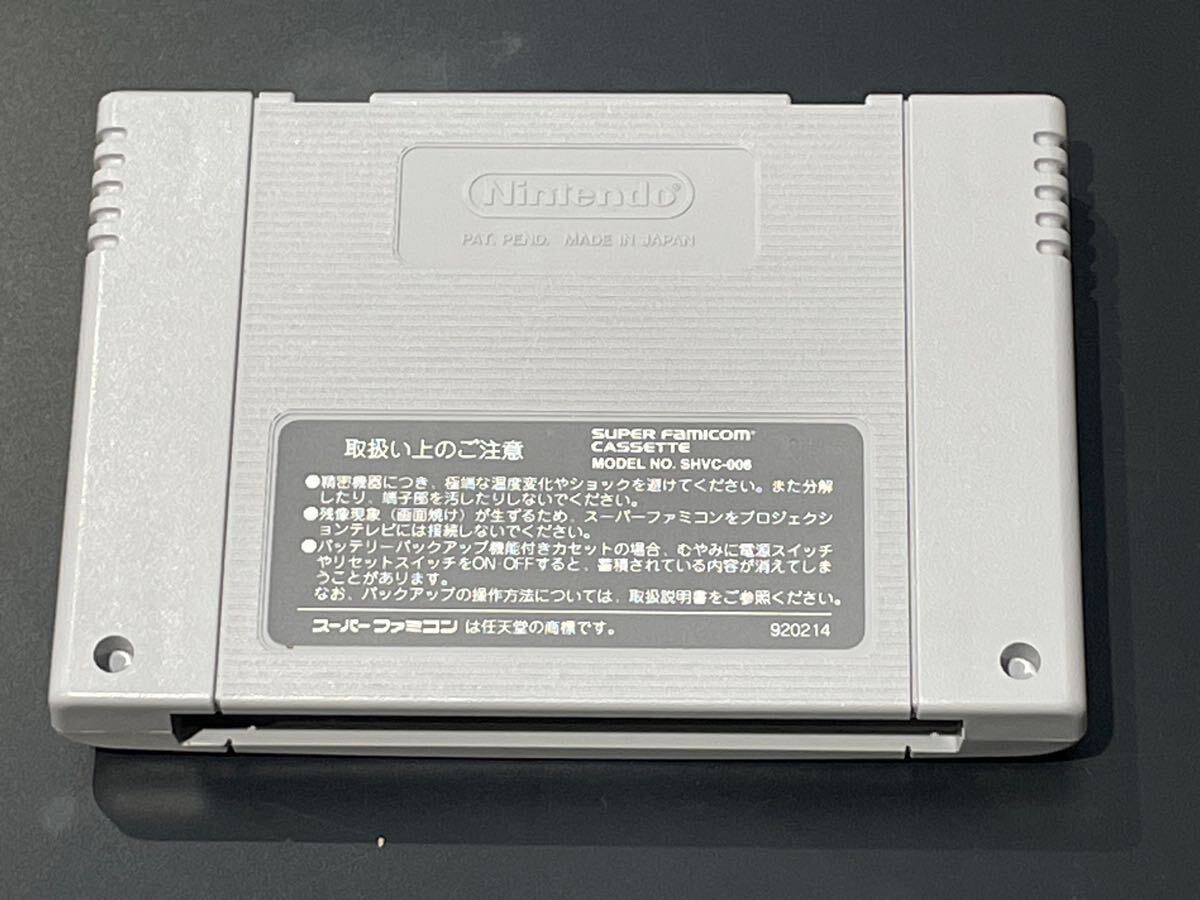 Nintendo®
PAT. PEND. MADE IN JAPAN
取扱い上のご注意
SUPER FAMICOM
CASSETTE
MODEL NO. SHVC-006
●精密機器につき、極端な温度変化やショックを避けてください。また分解
したり、端子部を汚したりしないでください。
●残像現象（画面焼け）が生ずるため、スーパーファミコンをプロジェクシ
ョンテレビには接続しないでください。
●バッテリーバックアップ機能付きカセットの場合、むやみに電源スイッチ
やリセットスイッチをON OFFすると、蓄積されている内容が消えてしま
うことがあります。
なお、バックアップの操作方法については、取扱説明書をご参照ください。
スーパーファミコン は任天堂の商標です。
920214